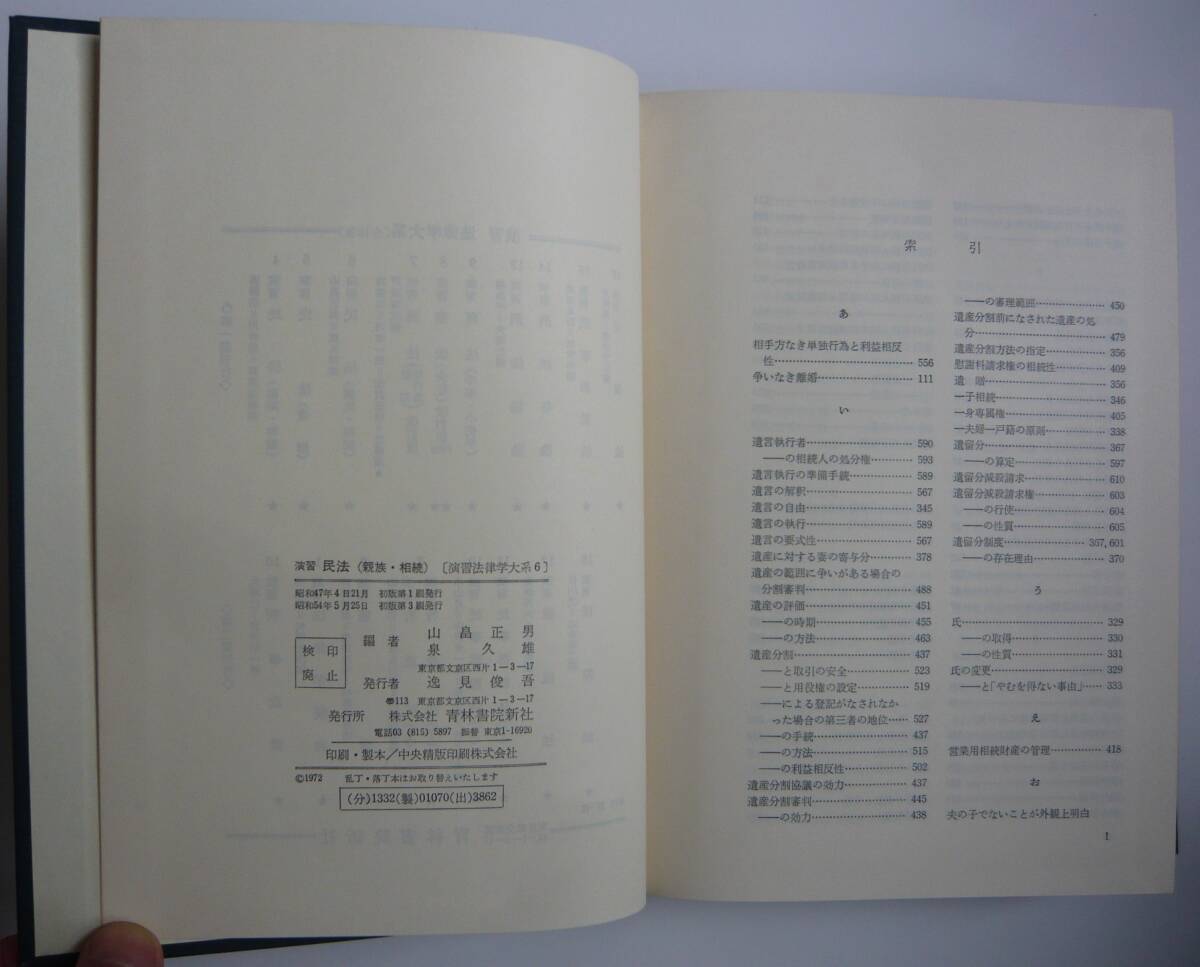 演習 民法 (親族・相続) 〔演習法律学大系6〕
昭和47年4日21月 初版第1刷発行
昭和54年5月25日 初版第3刷発行
検印
廃止
編者 山畠正男
泉久雄
東京都文京区西片1-3-17
発行者 逸見俊吾
〠113 東京都文京区西片1-3-17
発行所 株式会社 青林書院新社
電話03 (815) 5897 振替 東京1-16920
印刷・製本/中央精版印刷株式会社
©1972 乱丁・落丁本はお取り替えいたします
(分)1332(製)01070(出)3862
索引
あ
相手方なき単独行為と利益相反
性…………556
争いなき離婚…………111
い
遺言執行者…………590
――の相続人の処分権…………593
遺言執行の準備手続…………589
遺言の解釈…………567
遺言の自由…………345
遺言の執行…………589
遺言の要式性…………567
遺産に対する妻の寄与分…………378
遺産の範囲に争いがある場合の
分割審判…………488
遺産の評価…………451
――の時期…………455
――の方法…………463
遺産分割…………437
――と取引の安全…………523
――と用役権の設定…………519
――による登記がなされなか
った場合の第三者の地位……527
――の手続…………437
――の方法…………515
――の利益相反性…………502
遺産分割協議の効力…………437
遺産分割審判…………445
――の効力…………438
――の審理範囲…………450
遺産分割前になされた遺産の処
分…………479
遺産分割方法の指定…………356
慰謝料請求権の相続性…………409
遺贈…………356
一子相続…………346
一身専属権…………405
一夫婦一戸籍の原則…………338
遺留分…………367
――の算定…………597
遺留分減殺請求…………610
遺留分減殺請求権…………603
――の行使…………604
――の性質…………605
遺留分制度…………367,601
――の存在理由…………370
う
氏…………329
――の取得…………330
――の性質…………331
氏の変更…………329
――と「やむを得ない事由」……333
え
営業用相続財産の管理…………418
お
夫の子でないことが外観上明白
1